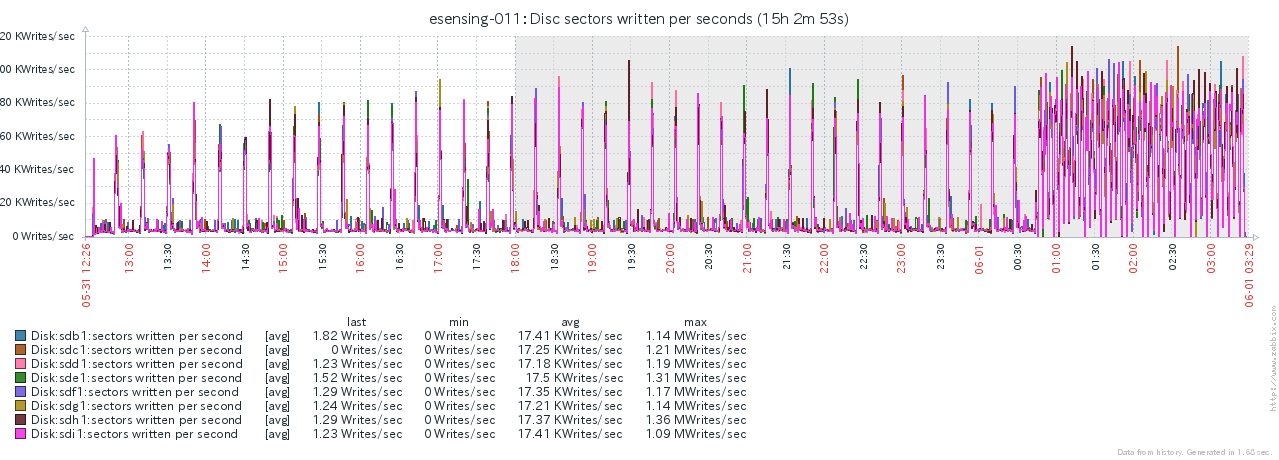 esensing-011: Disc sectors written per seconds (15h 2m 53s)
20 KWrites/sec
00 KWrites/sec
80 KWrites/sec
60 KWrites/sec
40 KWrites/sec
20 KWrites/sec
0 Writes/sec
05-31 12:26 13:00 13:30 14:00 14:30 15:00 15:30 16:00 16:30 17:00 17:30 18:00 18:30 19:00 19:30 20:00 20:30 21:00 21:30 22:00 22:30 23:00 23:30 06-01 00:30 01:00 01:30 02:00 02:30 03:00 06-01 03:29
last min avg max
Disk:sdb1:sectors written per second [avg] 1.82 Writes/sec 0 Writes/sec 17.41 KWrites/sec 1.14 MWrites/sec
Disk:sdc1:sectors written per second [avg] 0 Writes/sec 0 Writes/sec 17.25 KWrites/sec 1.21 MWrites/sec
Disk:sdd1:sectors written per second [avg] 1.23 Writes/sec 0 Writes/sec 17.18 KWrites/sec 1.19 MWrites/sec
Disk:sde1:sectors written per second [avg] 1.52 Writes/sec 0 Writes/sec 17.5 KWrites/sec 1.31 MWrites/sec
Disk:sdf1:sectors written per second [avg] 1.29 Writes/sec 0 Writes/sec 17.35 KWrites/sec 1.17 MWrites/sec
Disk:sdg1:sectors written per second [avg] 1.24 Writes/sec 0 Writes/sec 17.21 KWrites/sec 1.14 MWrites/sec
Disk:sdh1:sectors written per second [avg] 1.29 Writes/sec 0 Writes/sec 17.37 KWrites/sec 1.36 MWrites/sec
Disk:sdi1:sectors written per second [avg] 1.23 Writes/sec 0 Writes/sec 17.41 KWrites/sec 1.09 MWrites/sec
http://www.zabbix.com
Data from history. Generated in 1.68 sec.